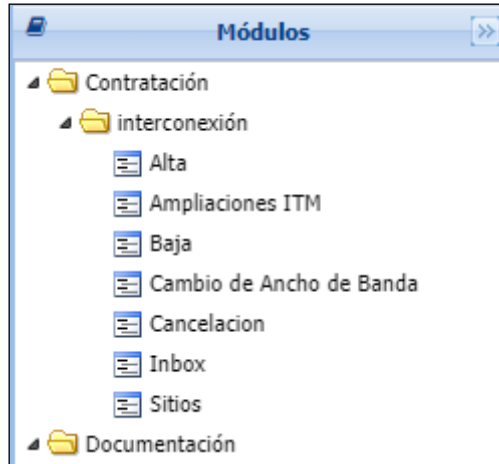 Módulos
Contratación
interconexión
Alta
Ampliaciones ITM
Baja
Cambio de Ancho de Banda
Cancelacion
Inbox
Sitios
Documentación